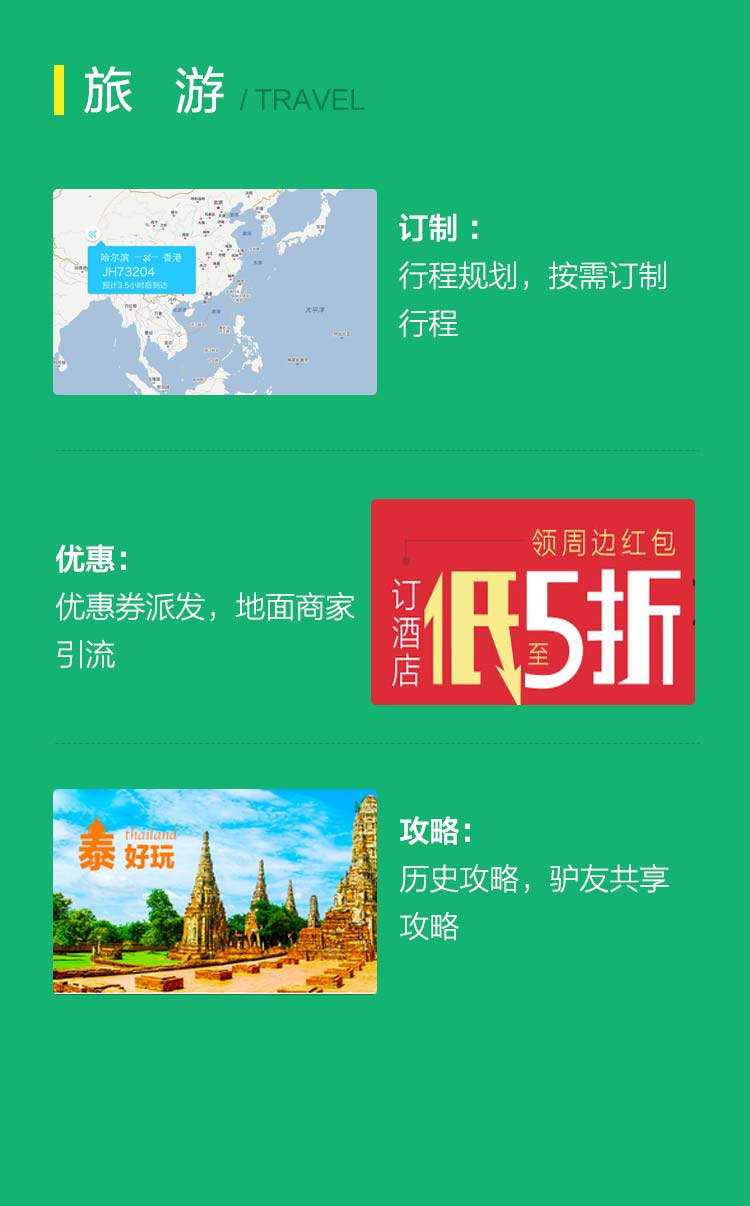 旅 游 / TRAVEL
哈尔滨 香港
JH73204
预计3.5小时后到达
太平洋
订制：
行程规划，按需订制
行程
优惠：
优惠券派发，地面商家
引流
领周边红包
订酒店
低至5折
thailand
泰好玩
攻略：
历史攻略，驴友共享
攻略